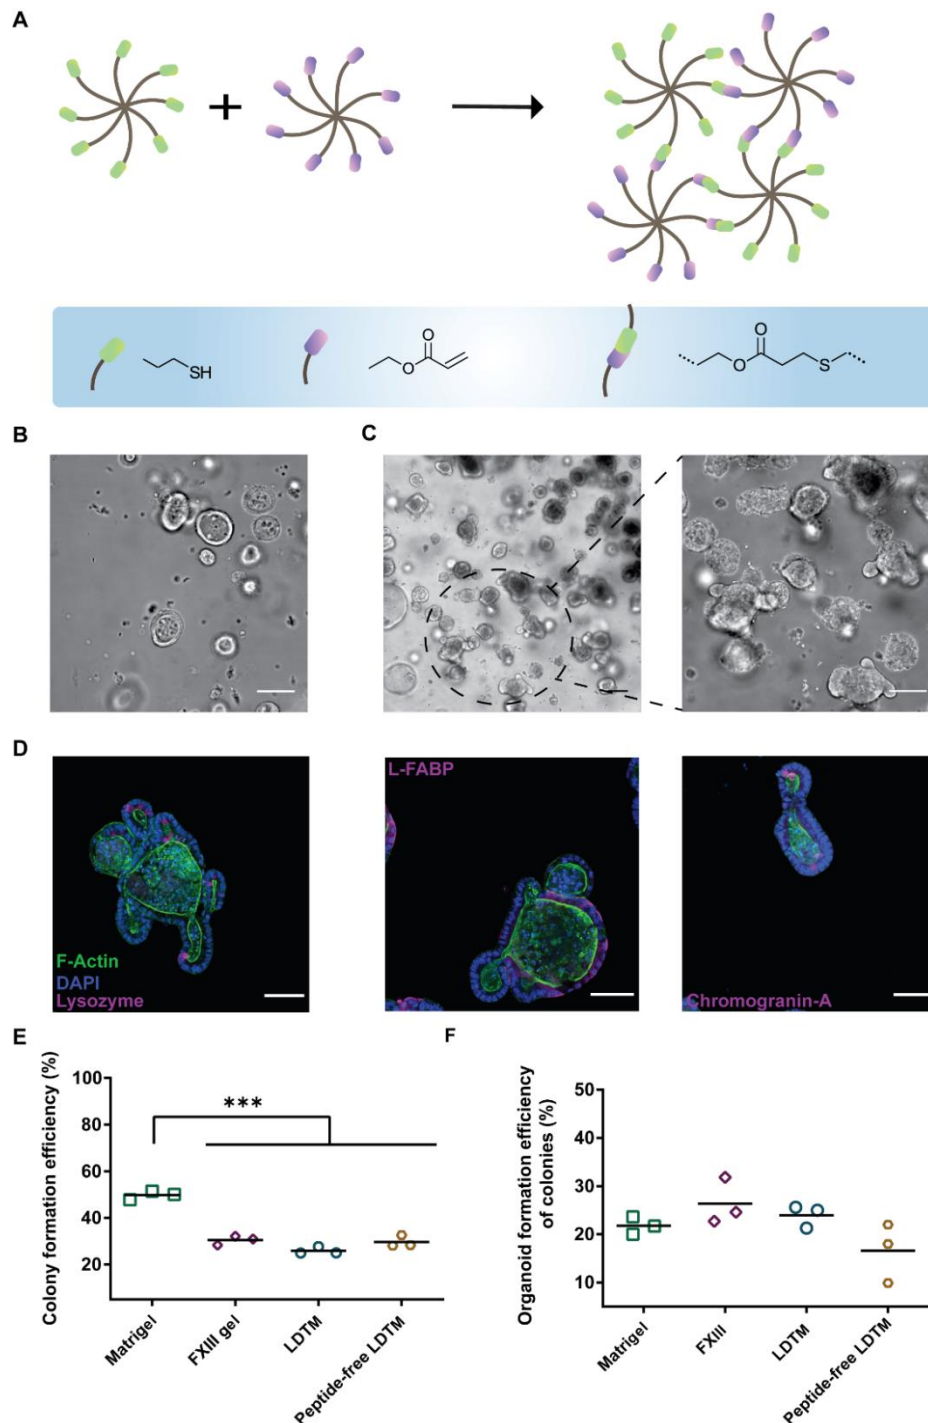 A
+
SH
O
O
O
O
S
B
C
D
F-Actin
DAPI
Lysozyme
L-FABP
Chromogranin-A
E
Colony formation efficiency (%)
100
80
60
40
20
***
Matrigel
FXIII gel
LDTM
Peptide-free LDTM
F
Organoid formation efficiency
of colonies (%)
50
40
30
20
10
Matrigel
FXIII
LDTM
Peptide-free LDTM